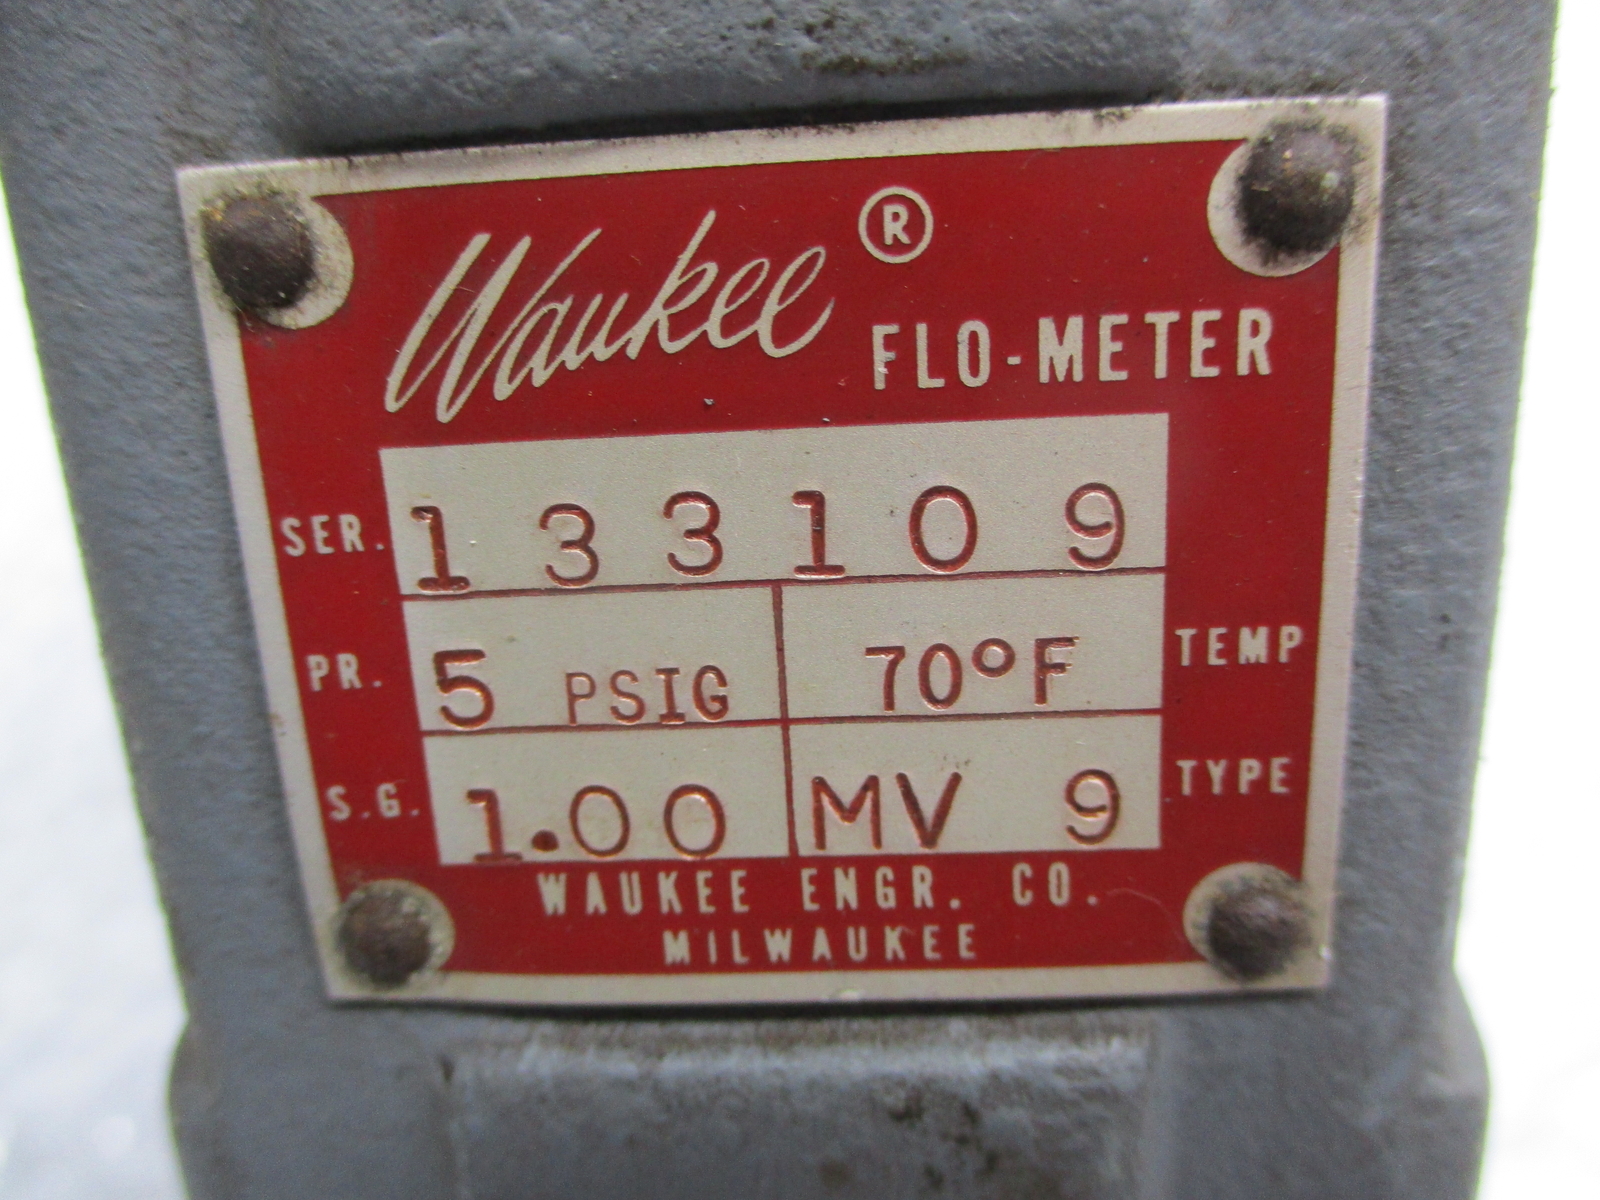 Waukee ® FLO-METER
SER. 133109
PR. 5 PSIG 70°F TEMP
S.G. 1.00 MV 9 TYPE
WAUKEE ENGR. CO.
MILWAUKEE